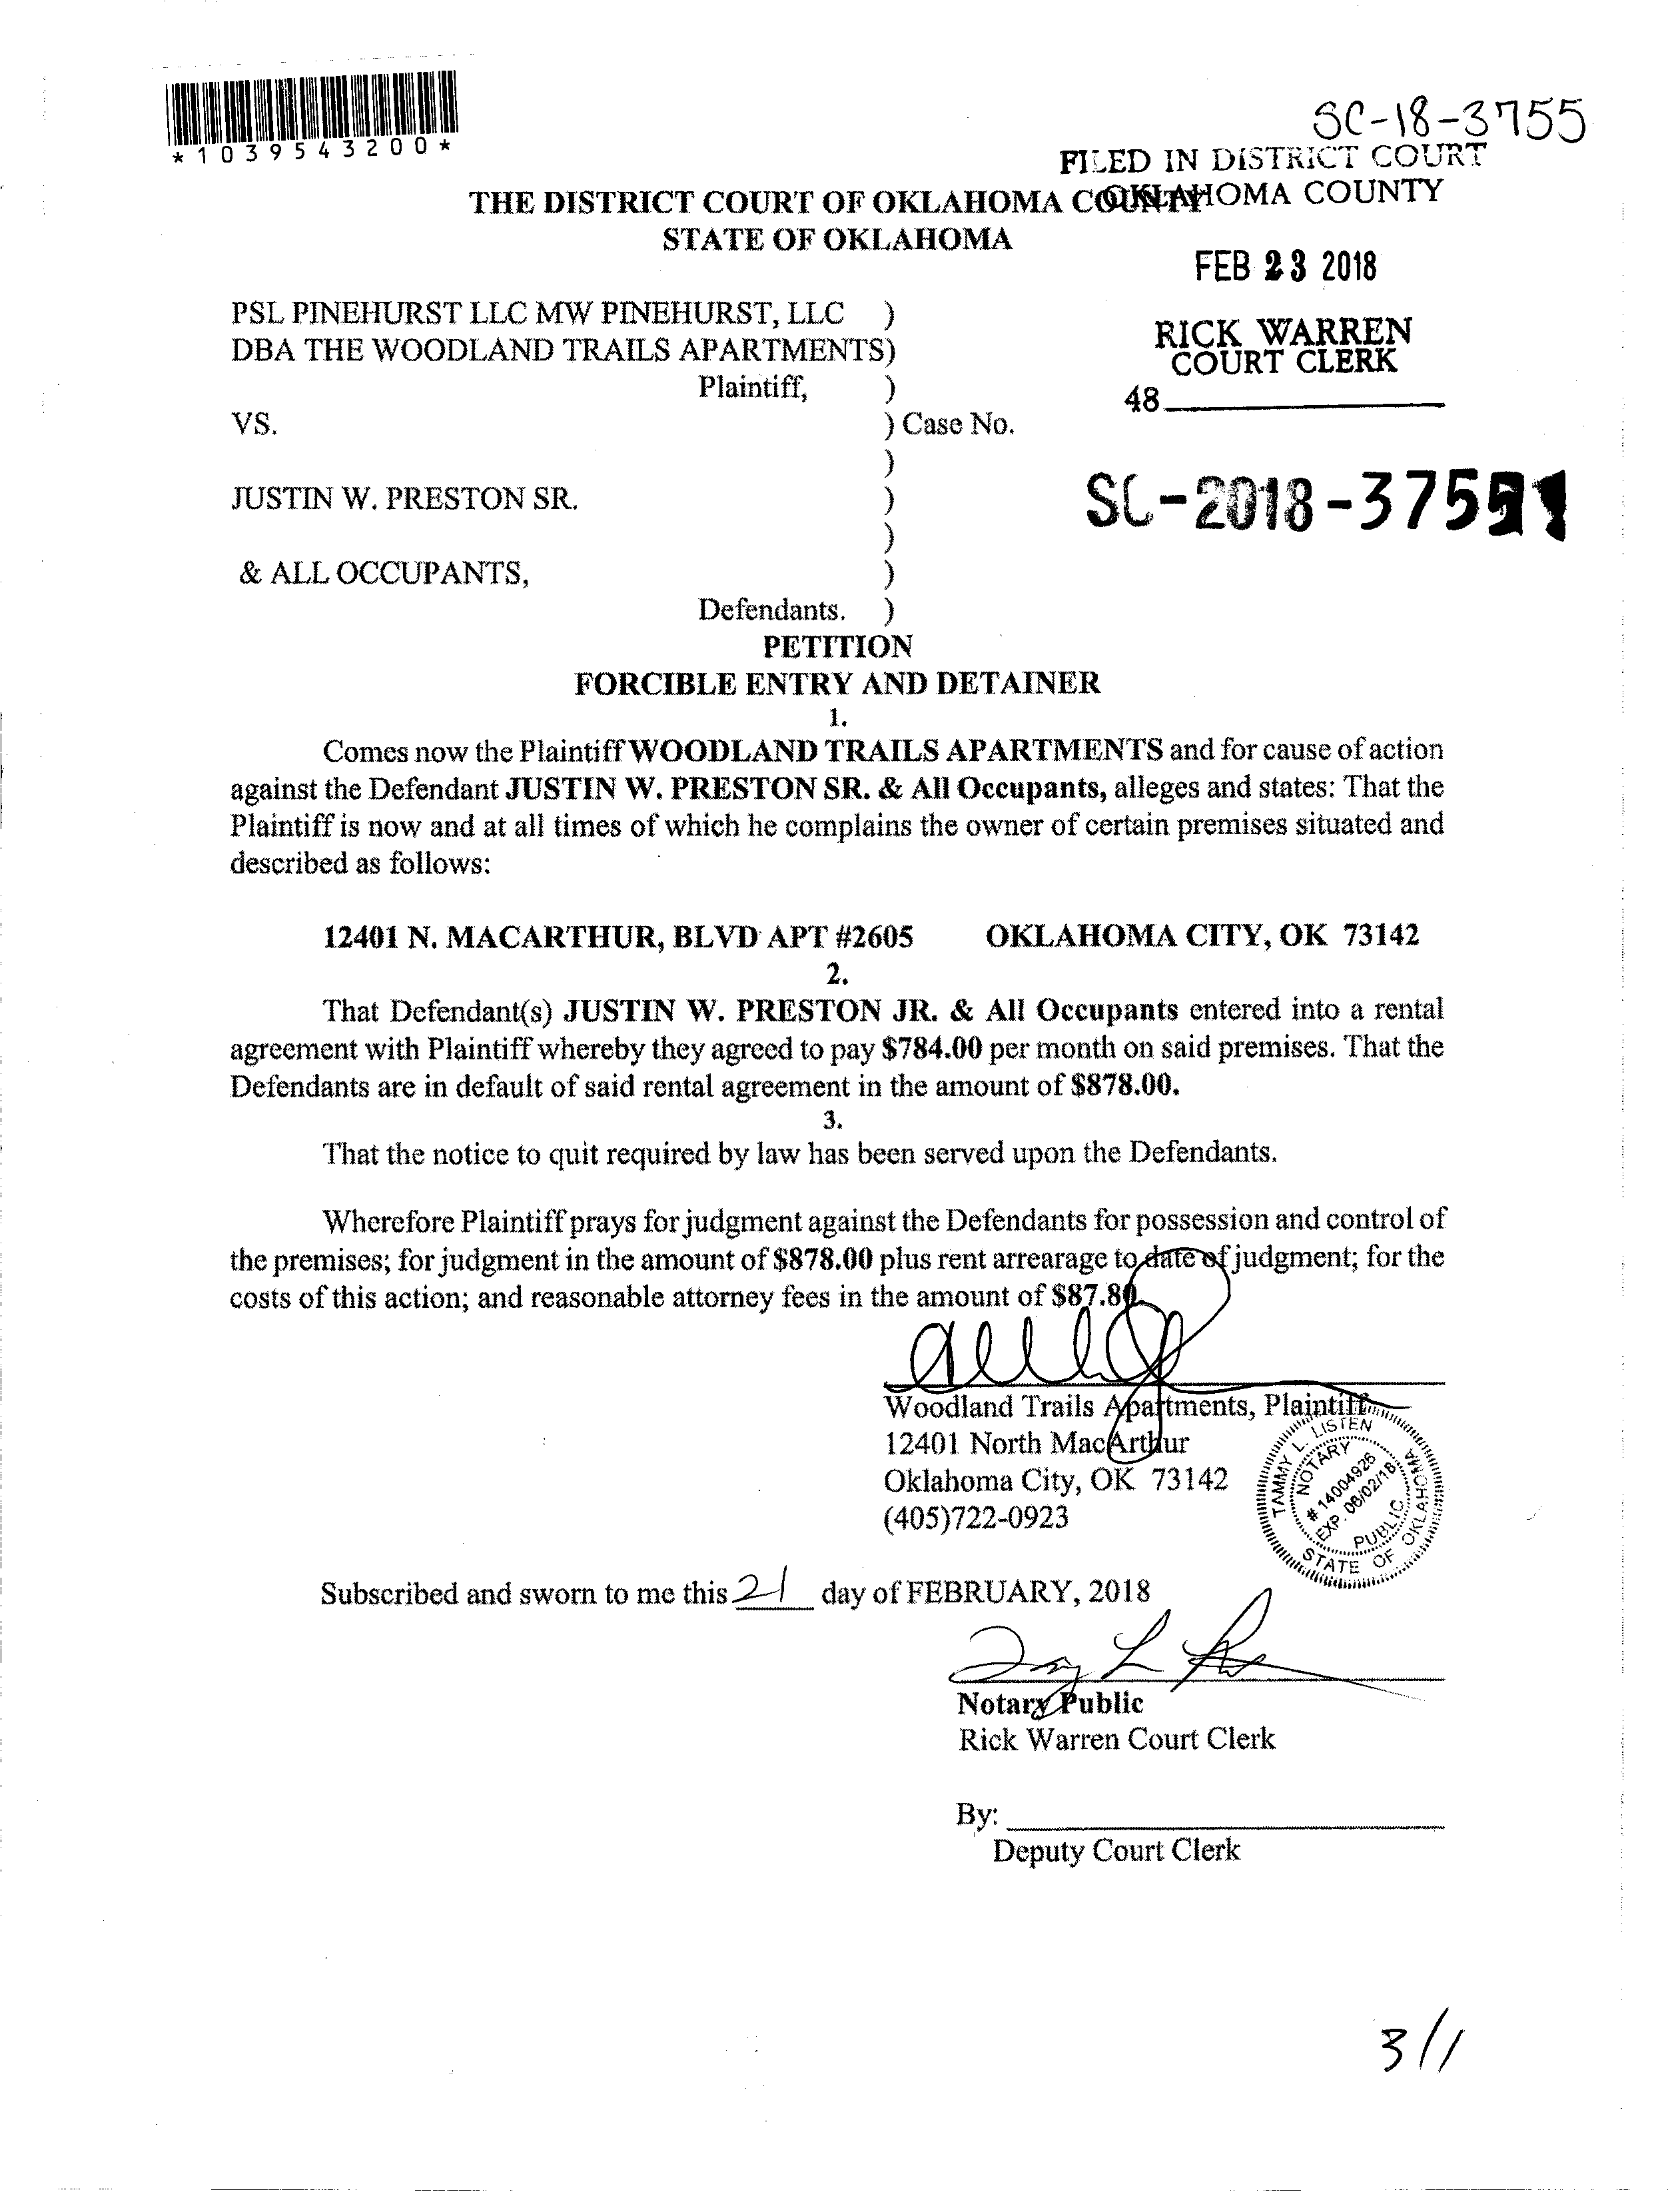 *1039543200*
SC-18-3755
FILED IN DISTRICT COURT
OKLAHOMA COUNTY
THE DISTRICT COURT OF OKLAHOMA COUNTY
STATE OF OKLAHOMA
FEB 23 2018
PSL PINEHURST LLC MW PINEHURST, LLC )
RICK WARREN
DBA THE WOODLAND TRAILS APARTMENTS)
COURT CLERK
Plaintiff, )
48
VS. ) Case No.
)
JUSTIN W. PRESTON SR. )
SC-2018-375
)
& ALL OCCUPANTS, )
Defendants. )
PETITION
FORCIBLE ENTRY AND DETAINER
1.
Comes now the Plaintiff WOODLAND TRAILS APARTMENTS and for cause of action
against the Defendant JUSTIN W. PRESTON SR. & All Occupants, alleges and states: That the
Plaintiff is now and at all times of which he complains the owner of certain premises situated and
described as follows:
12401 N. MACARTHUR, BLVD APT #2605 OKLAHOMA CITY, OK 73142
2.
That Defendant(s) JUSTIN W. PRESTON JR. & All Occupants entered into a rental
agreement with Plaintiff whereby they agreed to pay $784.00 per month on said premises. That the
Defendants are in default of said rental agreement in the amount of $878.00.
3.
That the notice to quit required by law has been served upon the Defendants.
Wherefore Plaintiff prays for judgment against the Defendants for possession and control of
the premises; for judgment in the amount of $878.00 plus rent arrearage to date of judgment; for the
costs of this action; and reasonable attorney fees in the amount of $87.80.
Woodland Trails Apartments, Plaintiff
12401 North MacArthur
Oklahoma City, OK 73142
(405)722-0923
TAMMY L. LISTEN
NOTARY
# 14004926
EXP. 06/02/18
PUBLIC
STATE OF OKLAHOMA
Subscribed and sworn to me this 21 day of FEBRUARY, 2018
Notary Public
Rick Warren Court Clerk
By:
Deputy Court Clerk
3/1